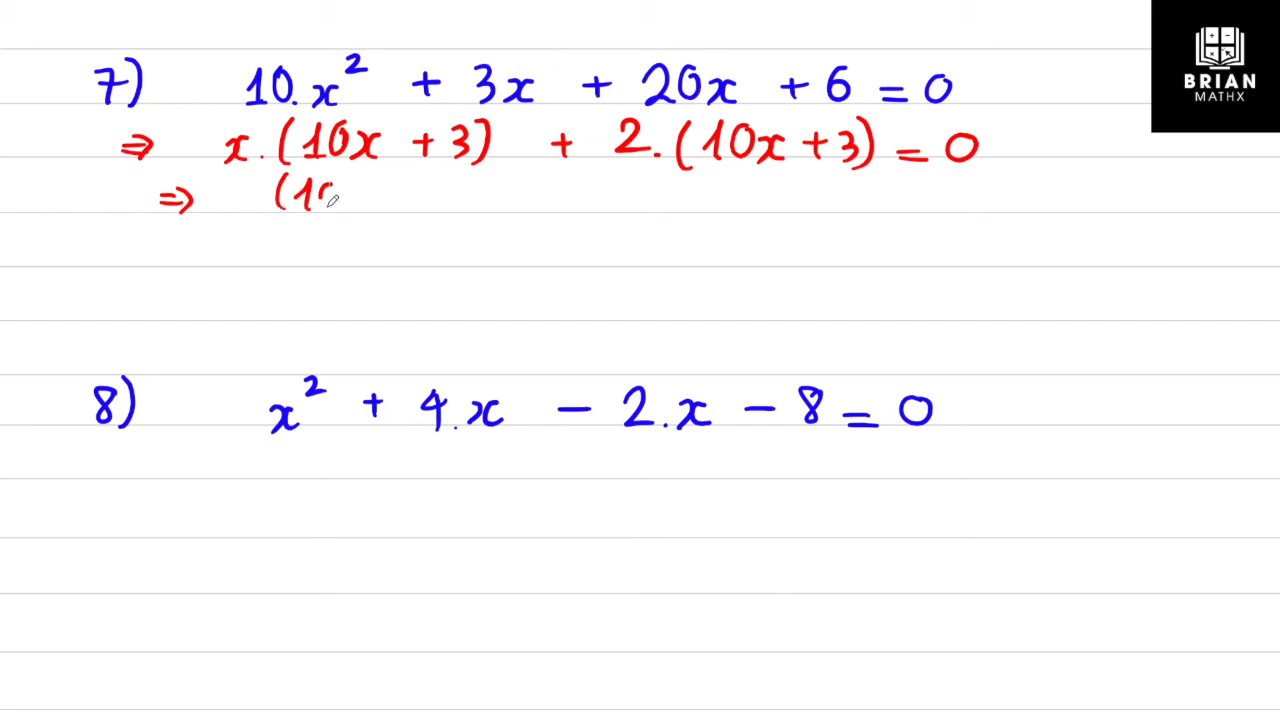 BRIAN
MATHX
7) 10.x² + 3x + 20x + 6 = 0
⇒ x.(10x + 3) + 2.(10x + 3) = 0
⇒ (10
8) x² + 4.x - 2.x - 8 = 0